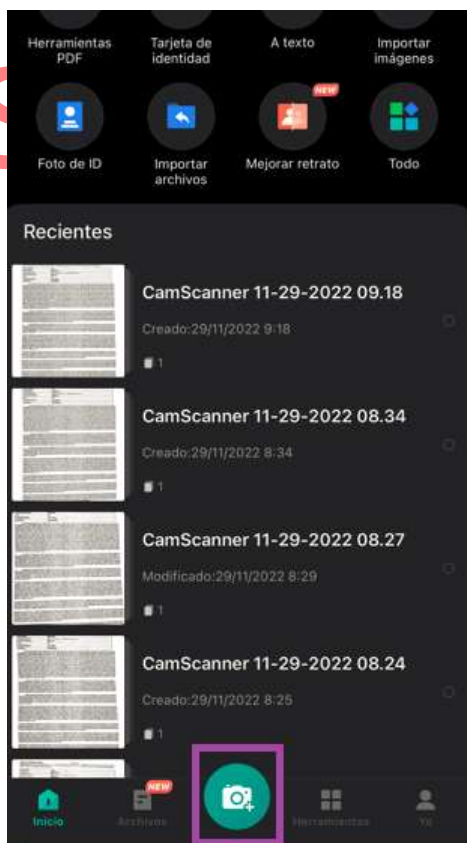 Herramientas PDF
Tarjeta de identidad
A texto
Importar imágenes
NEW
Foto de ID
Importar archivos
Mejorar retrato
Todo
Recientes
CamScanner 11-29-2022 09.18
Creado:29/11/2022 9:18
1
CamScanner 11-29-2022 08.34
Creado:29/11/2022 8:34
1
CamScanner 11-29-2022 08.27
Modificado:29/11/2022 8:29
1
CamScanner 11-29-2022 08.24
Creado:29/11/2022 8:25
1
NEW
Inicio
Archivos
Herramientas
Yo